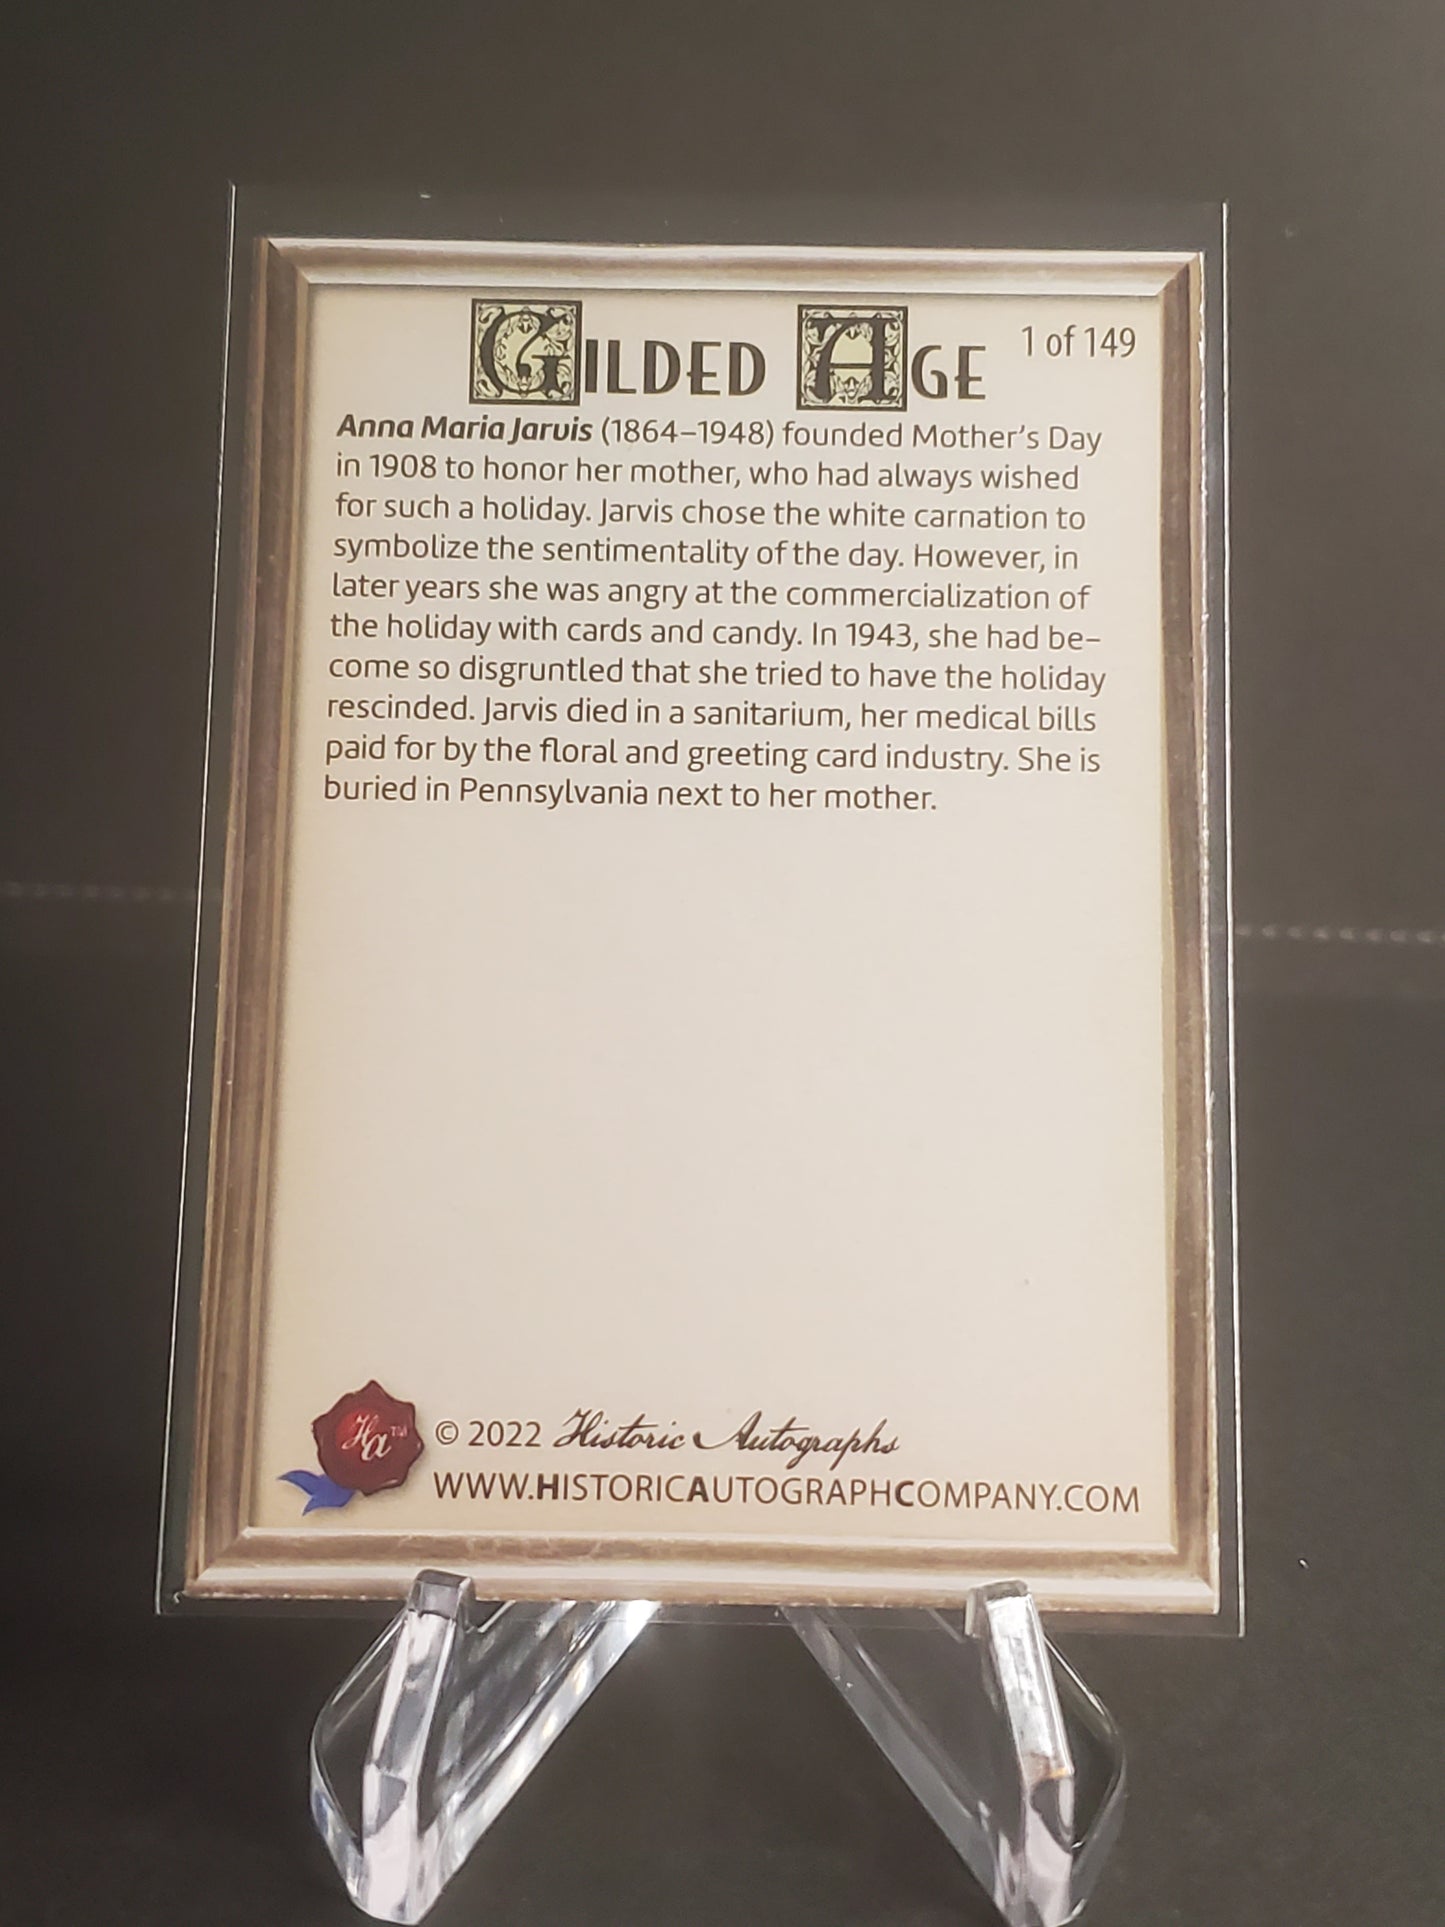 GILDED AGE 1 of 149
Anna Maria Jarvis (1864–1948) founded Mother's Day
in 1908 to honor her mother, who had always wished
for such a holiday. Jarvis chose the white carnation to
symbolize the sentimentality of the day. However, in
later years she was angry at the commercialization of
the holiday with cards and candy. In 1943, she had be–
come so disgruntled that she tried to have the holiday
rescinded. Jarvis died in a sanitarium, her medical bills
paid for by the floral and greeting card industry. She is
buried in Pennsylvania next to her mother.
Ha™ © 2022 Historic Autographs
WWW.HISTORICAUTOGRAPHCOMPANY.COM